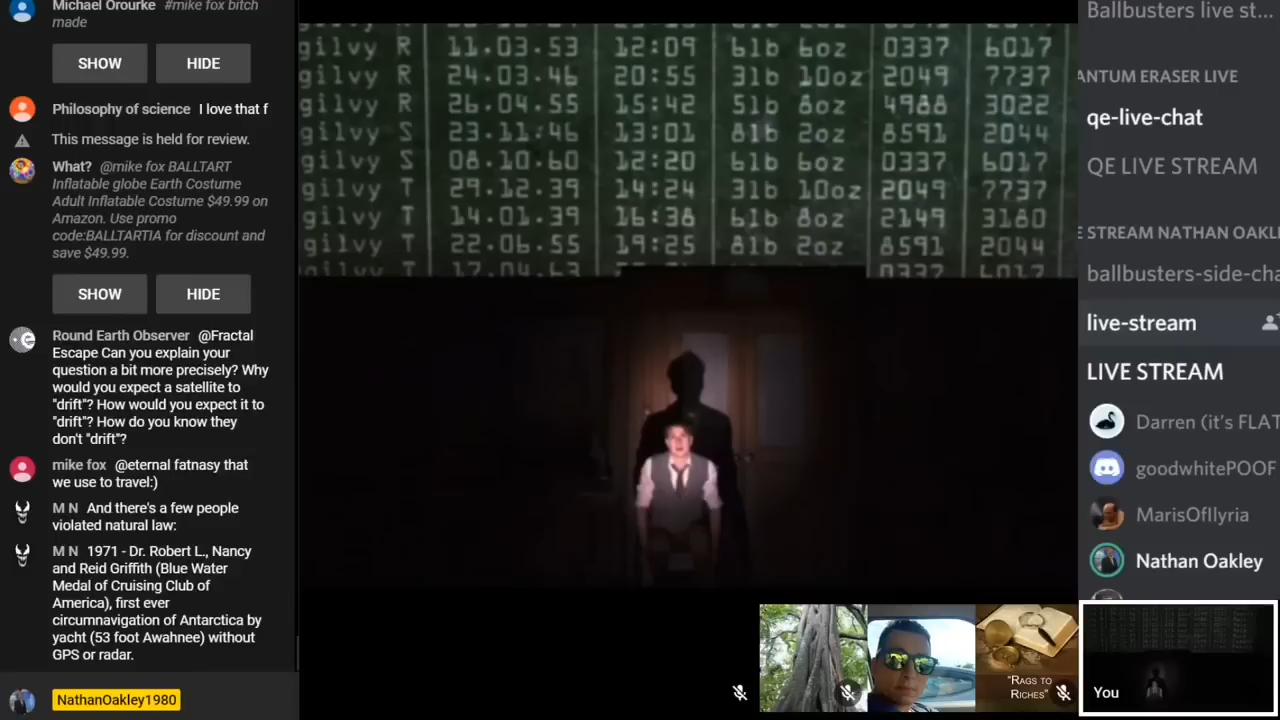 Michael Orourke #mike fox bitch
made
SHOW HIDE
Philosophy of science I love that f
This message is held for review.
What? @mike fox BALLTART
Inflatable globe Earth Costume
Adult Inflatable Costume $49.99 on
Amazon. Use promo
code:BALLTARTIA for discount and
save $49.99.
SHOW HIDE
Round Earth Observer @Fractal
Escape Can you explain your
question a bit more precisely? Why
would you expect a satellite to
"drift"? How would you expect it to
"drift"? How do you know they
don't "drift"?
mike fox @eternal fatnasy that
we use to travel:)
M N And there's a few people
violated natural law:
M N 1971 - Dr. Robert L., Nancy
and Reid Griffith (Blue Water
Medal of Cruising Club of
America), first ever
circumnavigation of Antarctica by
yacht (53 foot Awahnee) without
GPS or radar.
NathanOakley1980
gilvy R 11.03.53 12:09 6lb 6oz 0337 6017
gilvy R 24.03.46 20:55 3lb 10oz 2049 7737
gilvy R 26.04.55 15:42 5lb 8oz 4988 3022
gilvy S 23.11.46 13:01 8lb 2oz 8591 2044
gilvy S 08.10.60 12:20 6lb 6oz 0337 6017
gilvy T 29.12.39 14:24 3lb 10oz 2049 7737
gilvy T 14.01.39 16:38 6lb 8oz 2149 3180
gilvy T 22.06.55 19:25 8lb 2oz 8591 2044
gilvy T 17.04.63 0337 6017
"RAGS TO
RICHES"
You
Ballbusters live st...
ANTUM ERASER LIVE
qe-live-chat
QE LIVE STREAM
E STREAM NATHAN OAKL
ballbusters-side-cha
live-stream
LIVE STREAM
Darren (it's FLAT
goodwhitePOOF
MarisOfIlyria
Nathan Oakley